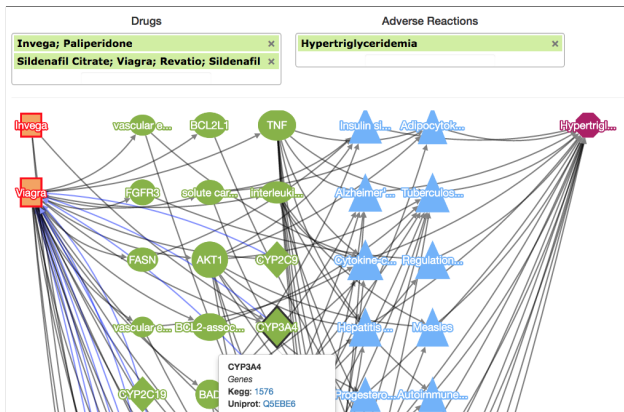 Drugs
Adverse Reactions
Invega; Paliperidone ×
Hypertriglyceridemia ×
Sildenafil Citrate; Viagra; Revatio; Sildenafil ×
Invega vascular e... BCL2L1 TNF Insulin si... Adipocytok... Hypertrigl...
Viagra FGFR3 solute car... interleuki... Alzheimer'... Tuberculos...
FASN AKT1 CYP2C9 Cytokine-c... Regulation...
vascular e... BCL2-assoc... CYP3A4 Hepatitis ... Measles
CYP2C19 BAD Progestero... Autoimmune...
CYP3A4
Genes
Kegg: 1576
Uniprot: Q5EBE6